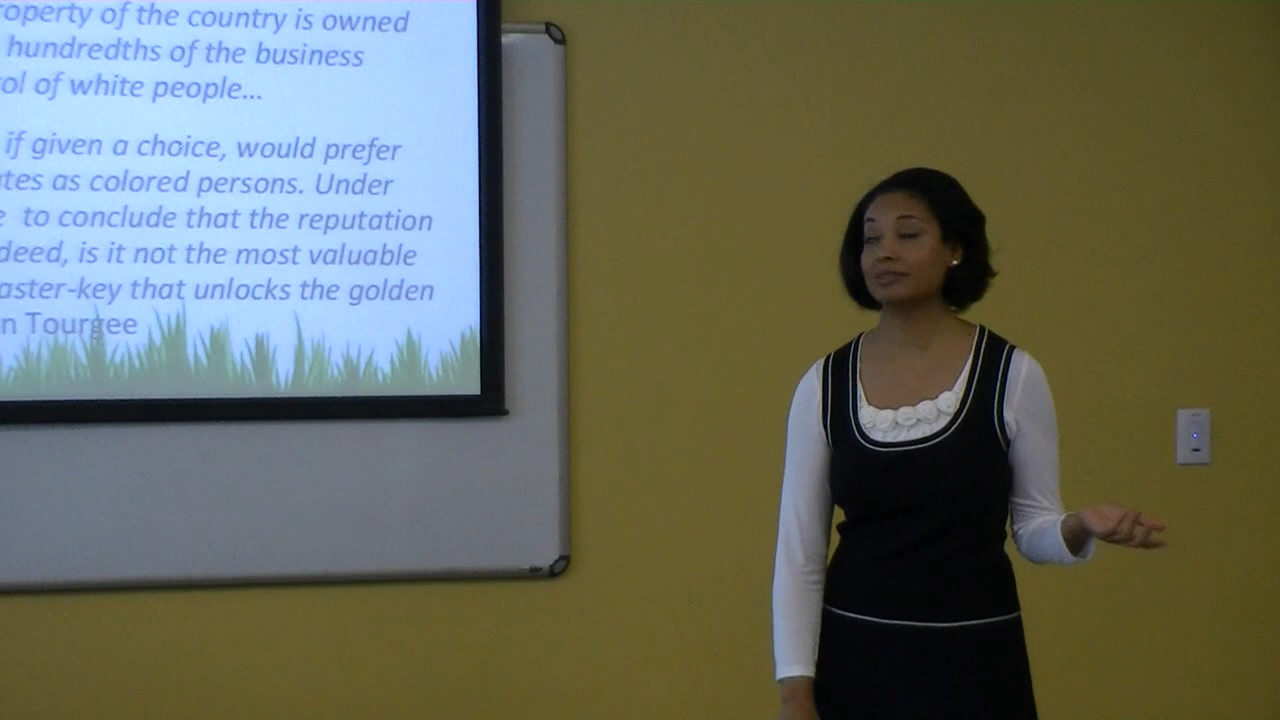 roperty of the country is owned
hundredths of the business
ol of white people...
if given a choice, would prefer
tes as colored persons. Under
e to conclude that the reputation
deed, is it not the most valuable
aster-key that unlocks the golden
n Tourgee